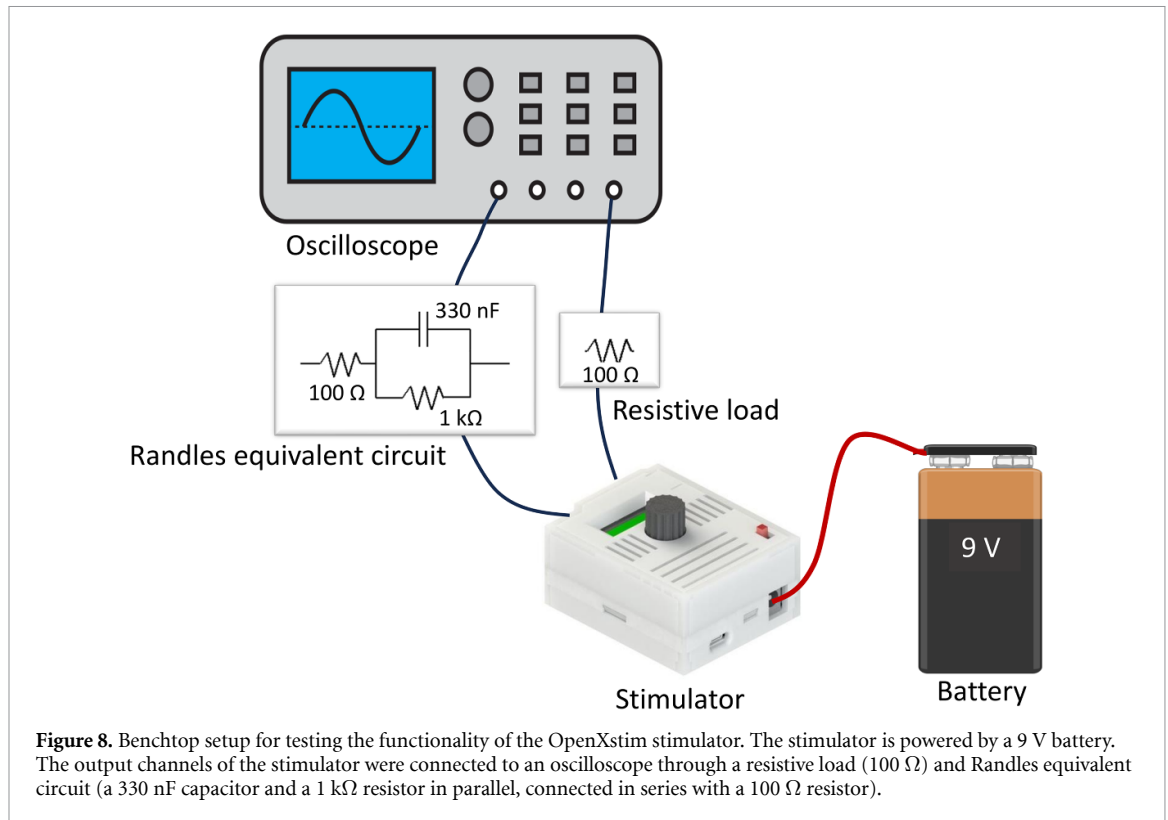 Oscilloscope
330 nF
100 Ω
1 kΩ
Randles equivalent circuit
100 Ω
Resistive load
Stimulator
9 V
Battery
Figure 8. Benchtop setup for testing the functionality of the OpenXstim stimulator. The stimulator is powered by a 9 V battery.
The output channels of the stimulator were connected to an oscilloscope through a resistive load (100 Ω) and Randles equivalent
circuit (a 330 nF capacitor and a 1 kΩ resistor in parallel, connected in series with a 100 Ω resistor).